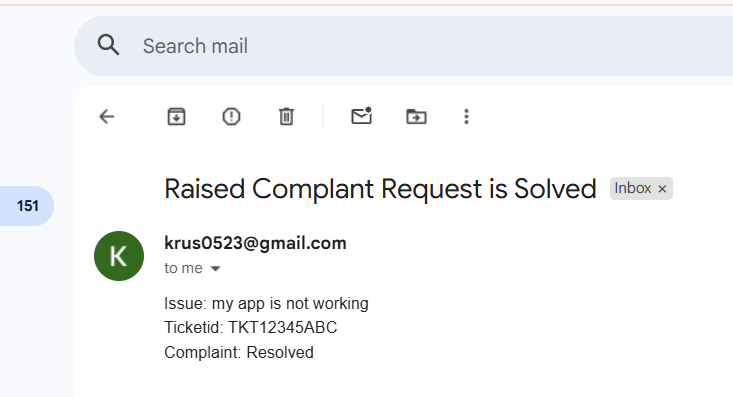 Search mail
151
Raised Complant Request is Solved Inbox ×
K
krus0523@gmail.com
to me
Issue: my app is not working
Ticketid: TKT12345ABC
Complaint: Resolved